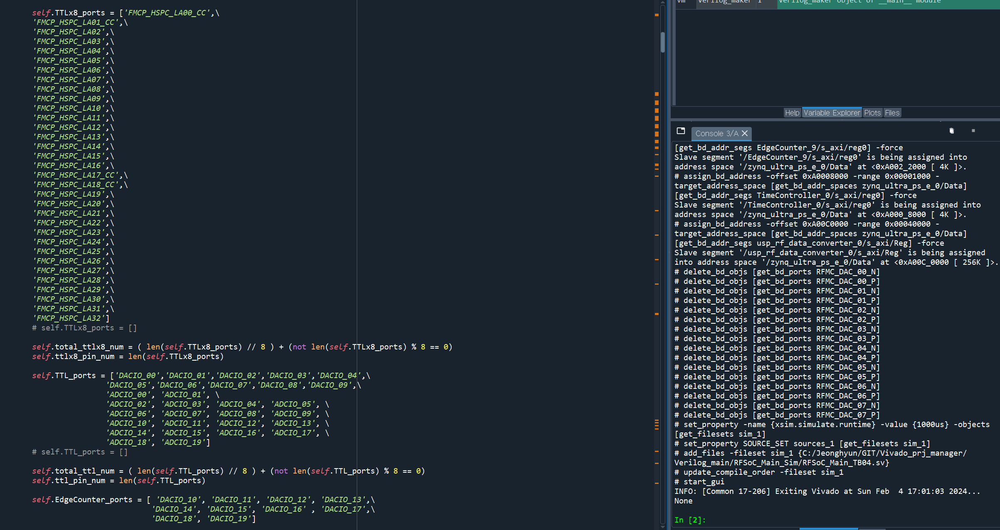 self.TTLx8_ports = ['FMCP_HSPC_LA00_CC',\
'FMCP_HSPC_LA01_CC',\
'FMCP_HSPC_LA02',\
'FMCP_HSPC_LA03',\
'FMCP_HSPC_LA04',\
'FMCP_HSPC_LA05',\
'FMCP_HSPC_LA06',\
'FMCP_HSPC_LA07',\
'FMCP_HSPC_LA08',\
'FMCP_HSPC_LA09',\
'FMCP_HSPC_LA10',\
'FMCP_HSPC_LA11',\
'FMCP_HSPC_LA12',\
'FMCP_HSPC_LA13',\
'FMCP_HSPC_LA14',\
'FMCP_HSPC_LA15',\
'FMCP_HSPC_LA16',\
'FMCP_HSPC_LA17_CC',\
'FMCP_HSPC_LA18_CC',\
'FMCP_HSPC_LA19',\
'FMCP_HSPC_LA20',\
'FMCP_HSPC_LA21',\
'FMCP_HSPC_LA22',\
'FMCP_HSPC_LA23',\
'FMCP_HSPC_LA24',\
'FMCP_HSPC_LA25',\
'FMCP_HSPC_LA26',\
'FMCP_HSPC_LA27',\
'FMCP_HSPC_LA28',\
'FMCP_HSPC_LA29',\
'FMCP_HSPC_LA30',\
'FMCP_HSPC_LA31',\
'FMCP_HSPC_LA32']
# self.TTLx8_ports = []
self.total_ttlx8_num = ( len(self.TTLx8_ports) // 8 ) + (not len(self.TTLx8_ports) % 8 == 0)
self.ttlx8_pin_num = len(self.TTLx8_ports)
self.TTL_ports = ['DACIO_00','DACIO_01','DACIO_02','DACIO_03','DACIO_04',\
'DACIO_05','DACIO_06','DACIO_07','DACIO_08','DACIO_09',\
'ADCIO_00', 'ADCIO_01', \
'ADCIO_02', 'ADCIO_03', 'ADCIO_04', 'ADCIO_05', \
'ADCIO_06', 'ADCIO_07', 'ADCIO_08', 'ADCIO_09', \
'ADCIO_10', 'ADCIO_11', 'ADCIO_12', 'ADCIO_13', \
'ADCIO_14', 'ADCIO_15', 'ADCIO_16', 'ADCIO_17', \
'ADCIO_18', 'ADCIO_19']
# self.TTL_ports = []
self.total_ttl_num = ( len(self.TTL_ports) // 8 ) + (not len(self.TTL_ports) % 8 == 0)
self.ttl_pin_num = len(self.TTL_ports)
self.EdgeCounter_ports = [ 'DACIO_10', 'DACIO_11', 'DACIO_12', 'DACIO_13',\
'DACIO_14', 'DACIO_15', 'DACIO_16' , 'DACIO_17',\
'DACIO_18', 'DACIO_19']
vm verilog_maker 1 verilog_maker object of __main__ module
Help Variable Explorer Plots Files
Console 3/A
[get_bd_addr_segs EdgeCounter_9/s_axi/reg0] -force
Slave segment '/EdgeCounter_9/s_axi/reg0' is being assigned into
address space '/zynq_ultra_ps_e_0/Data' at <0xA002_2000 [ 4K ]>.
# assign_bd_address -offset 0xA0008000 -range 0x00001000 -
target_address_space [get_bd_addr_spaces zynq_ultra_ps_e_0/Data]
[get_bd_addr_segs TimeController_0/s_axi/reg0] -force
Slave segment '/TimeController_0/s_axi/reg0' is being assigned into
address space '/zynq_ultra_ps_e_0/Data' at <0xA000_8000 [ 4K ]>.
# assign_bd_address -offset 0xA00C0000 -range 0x00040000 -
target_address_space [get_bd_addr_spaces zynq_ultra_ps_e_0/Data]
[get_bd_addr_segs usp_rf_data_converter_0/s_axi/Reg] -force
Slave segment '/usp_rf_data_converter_0/s_axi/Reg' is being assigned
into address space '/zynq_ultra_ps_e_0/Data' at <0xA00C_0000 [ 256K ]>.
# delete_bd_objs [get_bd_ports RFMC_DAC_00_N]
# delete_bd_objs [get_bd_ports RFMC_DAC_00_P]
# delete_bd_objs [get_bd_ports RFMC_DAC_01_N]
# delete_bd_objs [get_bd_ports RFMC_DAC_01_P]
# delete_bd_objs [get_bd_ports RFMC_DAC_02_N]
# delete_bd_objs [get_bd_ports RFMC_DAC_02_P]
# delete_bd_objs [get_bd_ports RFMC_DAC_03_N]
# delete_bd_objs [get_bd_ports RFMC_DAC_03_P]
# delete_bd_objs [get_bd_ports RFMC_DAC_04_N]
# delete_bd_objs [get_bd_ports RFMC_DAC_04_P]
# delete_bd_objs [get_bd_ports RFMC_DAC_05_N]
# delete_bd_objs [get_bd_ports RFMC_DAC_05_P]
# delete_bd_objs [get_bd_ports RFMC_DAC_06_N]
# delete_bd_objs [get_bd_ports RFMC_DAC_06_P]
# delete_bd_objs [get_bd_ports RFMC_DAC_07_N]
# delete_bd_objs [get_bd_ports RFMC_DAC_07_P]
# set_property -name {xsim.simulate.runtime} -value {1000us} -objects
[get_filesets sim_1]
# set_property SOURCE_SET sources_1 [get_filesets sim_1]
# add_files -fileset sim_1 {C:/Jeonghyun/GIT/Vivado_prj_manager/
Verilog_main/RFSoC_Main_Sim/RFSoC_Main_TB04.sv}
# update_compile_order -fileset sim_1
# start_gui
INFO: [Common 17-206] Exiting Vivado at Sun Feb  4 17:01:03 2024...
None
In [2]: